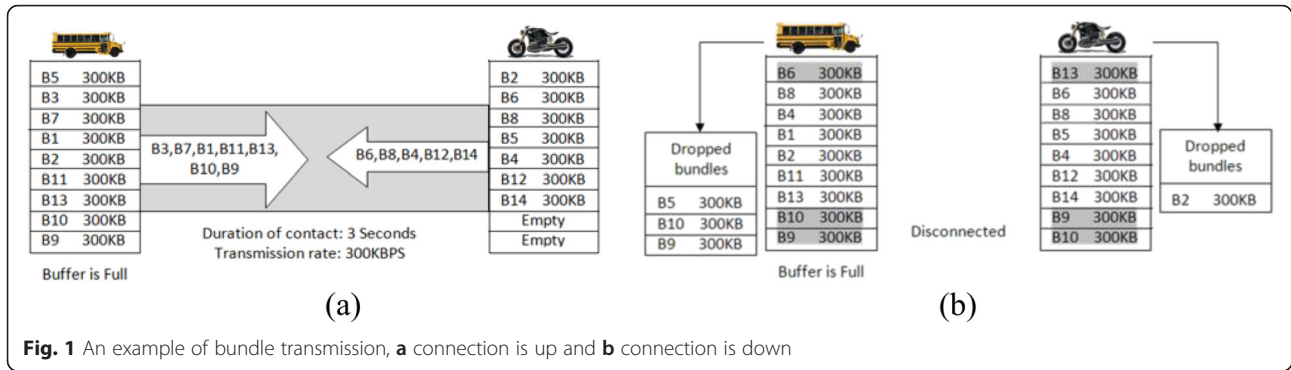 B5 300KB
B3 300KB
B7 300KB
B1 300KB
B2 300KB
B11 300KB
B13 300KB
B10 300KB
B9 300KB
Buffer is Full
B3,B7,B1,B11,B13,
B10,B9
B6,B8,B4,B12,B14
Duration of contact: 3 Seconds
Transmission rate: 300KBPS
B2 300KB
B6 300KB
B8 300KB
B5 300KB
B4 300KB
B12 300KB
B14 300KB
Empty
Empty
(a)
Dropped
bundles
B5 300KB
B10 300KB
B9 300KB
B6 300KB
B8 300KB
B4 300KB
B1 300KB
B2 300KB
B11 300KB
B13 300KB
B10 300KB
B9 300KB
Buffer is Full
Disconnected
B13 300KB
B6 300KB
B8 300KB
B5 300KB
B4 300KB
B12 300KB
B14 300KB
B9 300KB
B10 300KB
Dropped
bundles
B2 300KB
(b)
Fig. 1 An example of bundle transmission, a connection is up and b connection is down